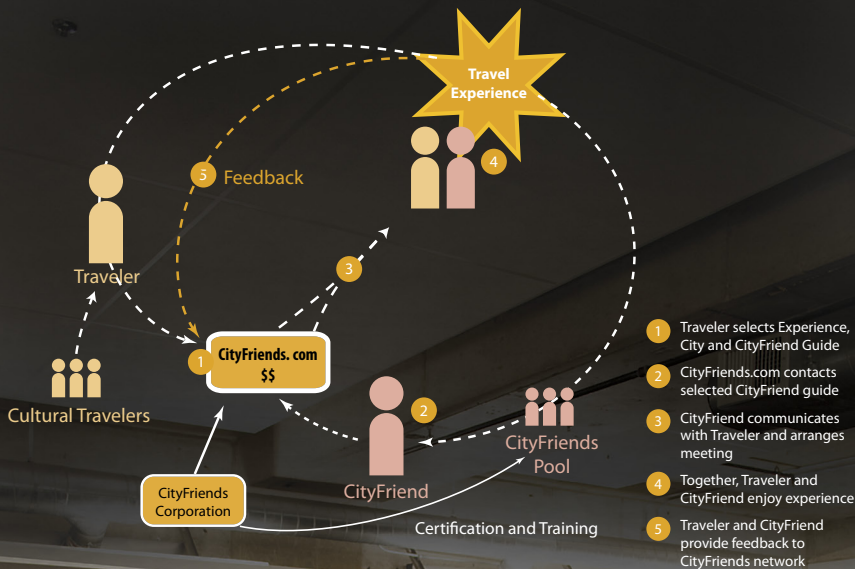 Travel
Experience
4
5
Feedback
3
Traveler
1
CityFriends. com
$$
Cultural Travelers
2
CityFriends
Pool
CityFriend
CityFriends
Corporation
Certification and Training
1
Traveler selects Experience,
City and CityFriend Guide
2
CityFriends.com contacts
selected CityFriend guide
3
CityFriend communicates
with Traveler and arranges
meeting
4
Together, Traveler and
CityFriend enjoy experience
5
Traveler and CityFriend
provide feedback to
CityFriends network